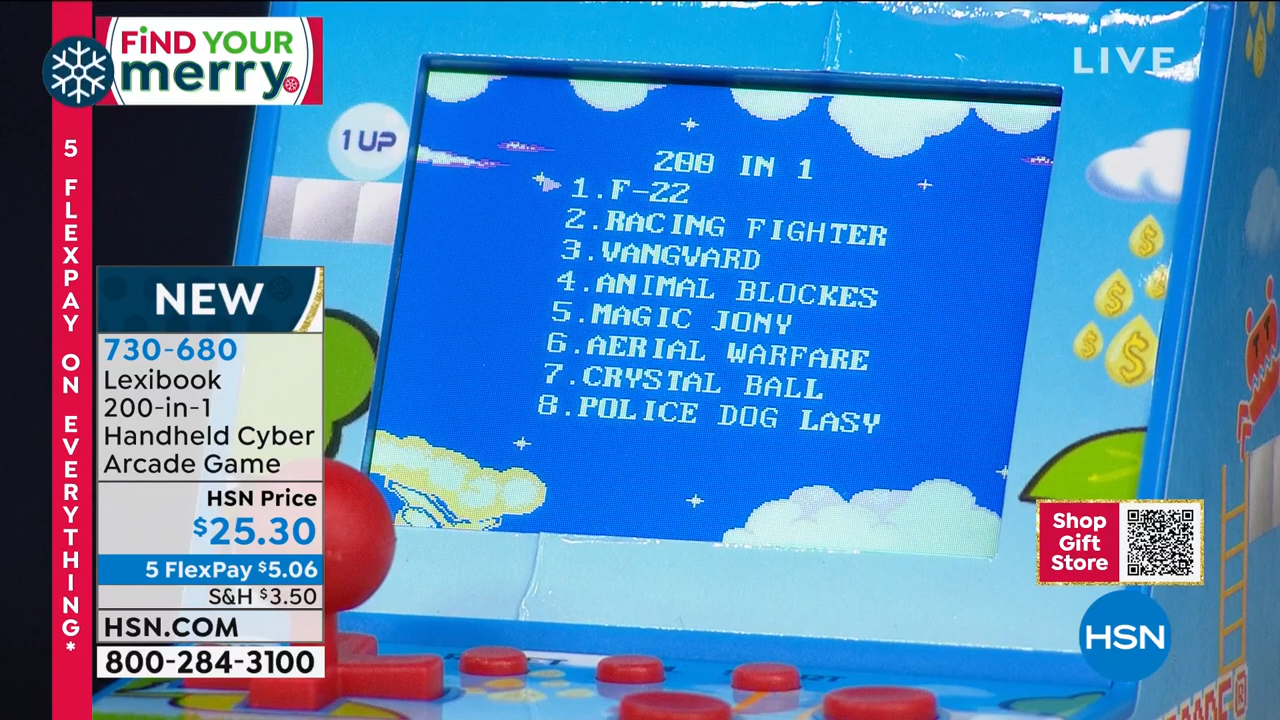 FiND YOUR
merry.
LIVE
5 FLEXPAY ON EVERYTHING*
1 UP
200 IN 1
1.F-22
2.RACING FIGHTER
3.VANGVARD
4.ANIMAL BLOCKES
5.MAGIC JONY
6.AERIAL WARFARE
7.CRYSTAL BALL
8.POLICE DOG LASY
NEW
730-680
Lexibook
200-in-1
Handheld Cyber
Arcade Game
HSN Price
$25.30
5 FlexPay $5.06
S&H $3.50
HSN.COM
800-284-3100
Shop
Gift
Store
HSN